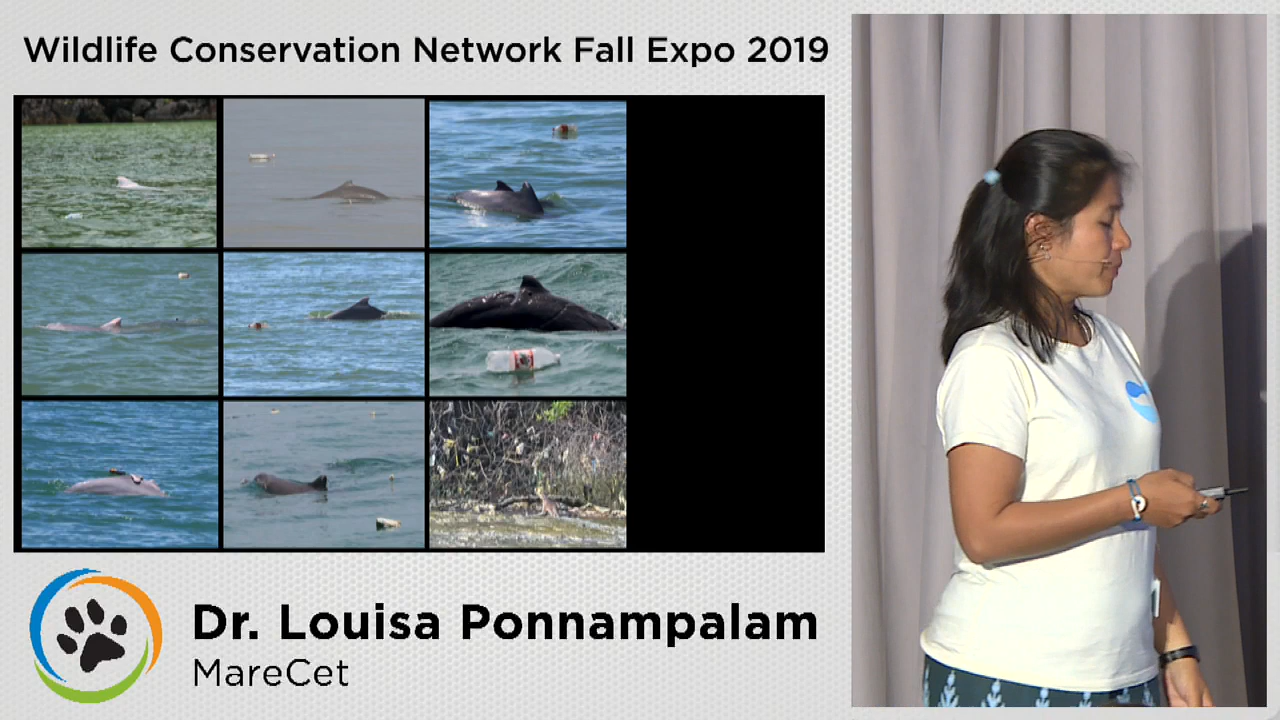 Wildlife Conservation Network Fall Expo 2019
Dr. Louisa Ponnampalam
MareCet